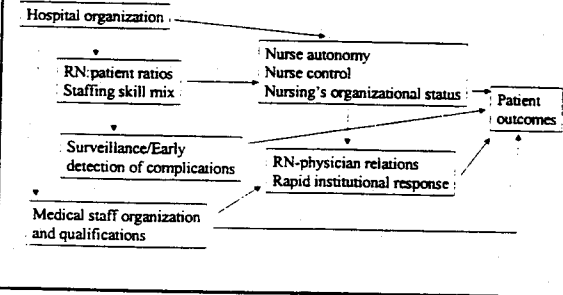 Hospital organization
RN:patient ratios
Staffing skill mix
Nurse autonomy
Nurse control
Nursing's organizational status
Patient
outcomes
Surveillance/Early
detection of complications
RN-physician relations
Rapid institutional response
Medical staff organization
and qualifications